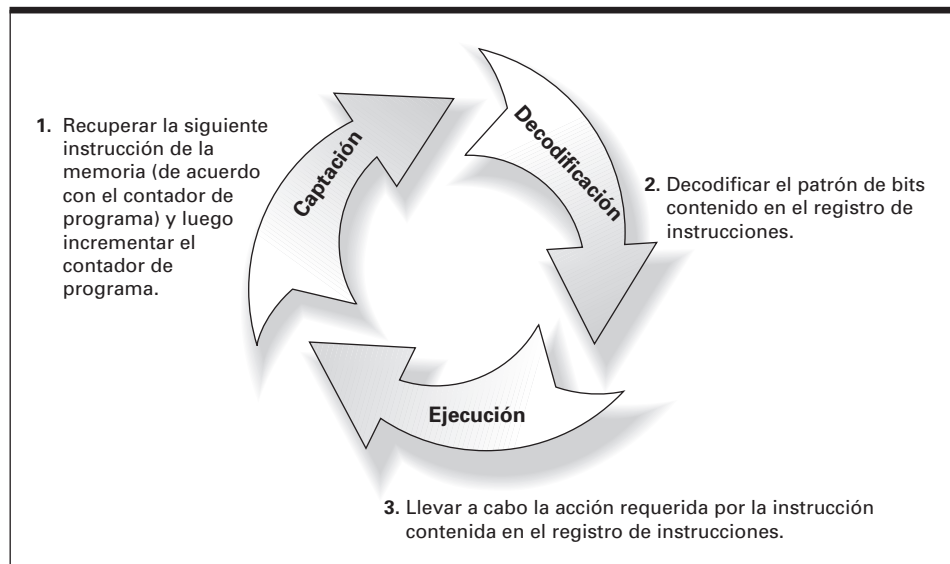 1. Recuperar la siguiente
instrucción de la
memoria (de acuerdo
con el contador de
programa) y luego
incrementar el
contador de
programa.
Captación
Decodificación
2. Decodificar el patrón de bits
contenido en el registro de
instrucciones.
Ejecución
3. Llevar a cabo la acción requerida por la instrucción
contenida en el registro de instrucciones.